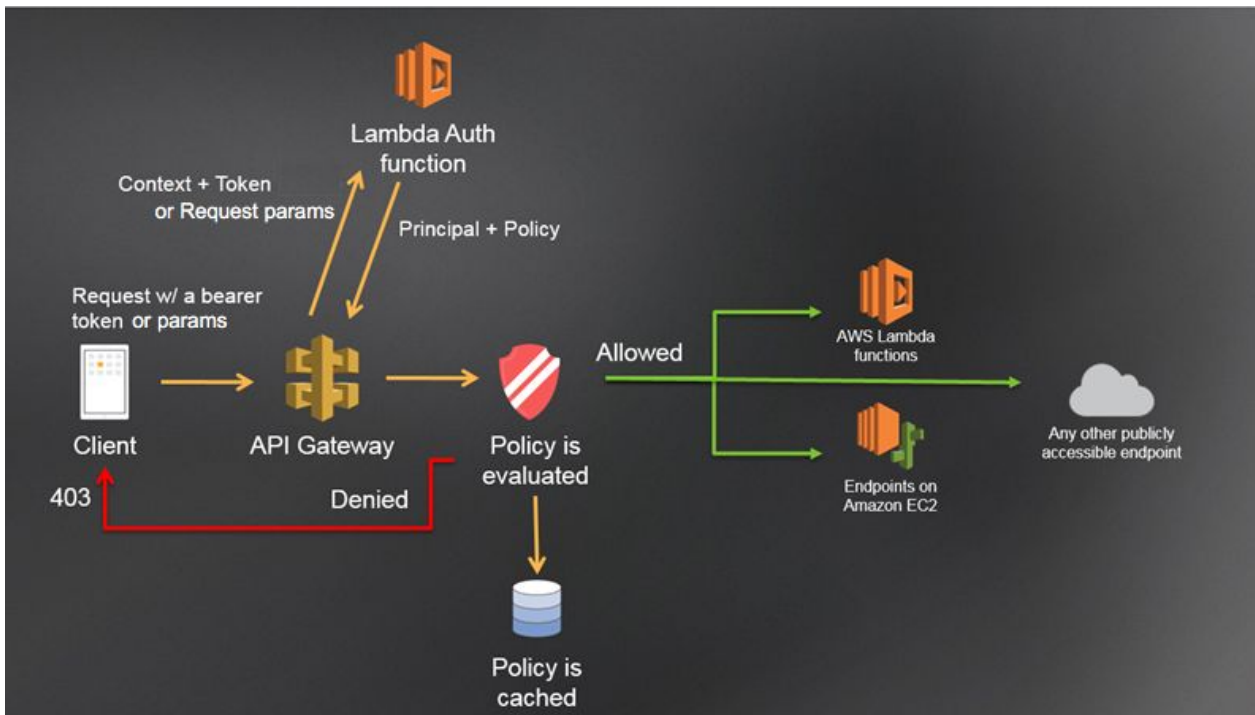 Lambda Auth
function
Context + Token
or Request params
Principal + Policy
Request w/ a bearer
token or params
Client
API Gateway
Policy is
evaluated
Allowed
AWS Lambda
functions
Endpoints on
Amazon EC2
Any other publicly
accessible endpoint
403
Denied
Policy is
cached